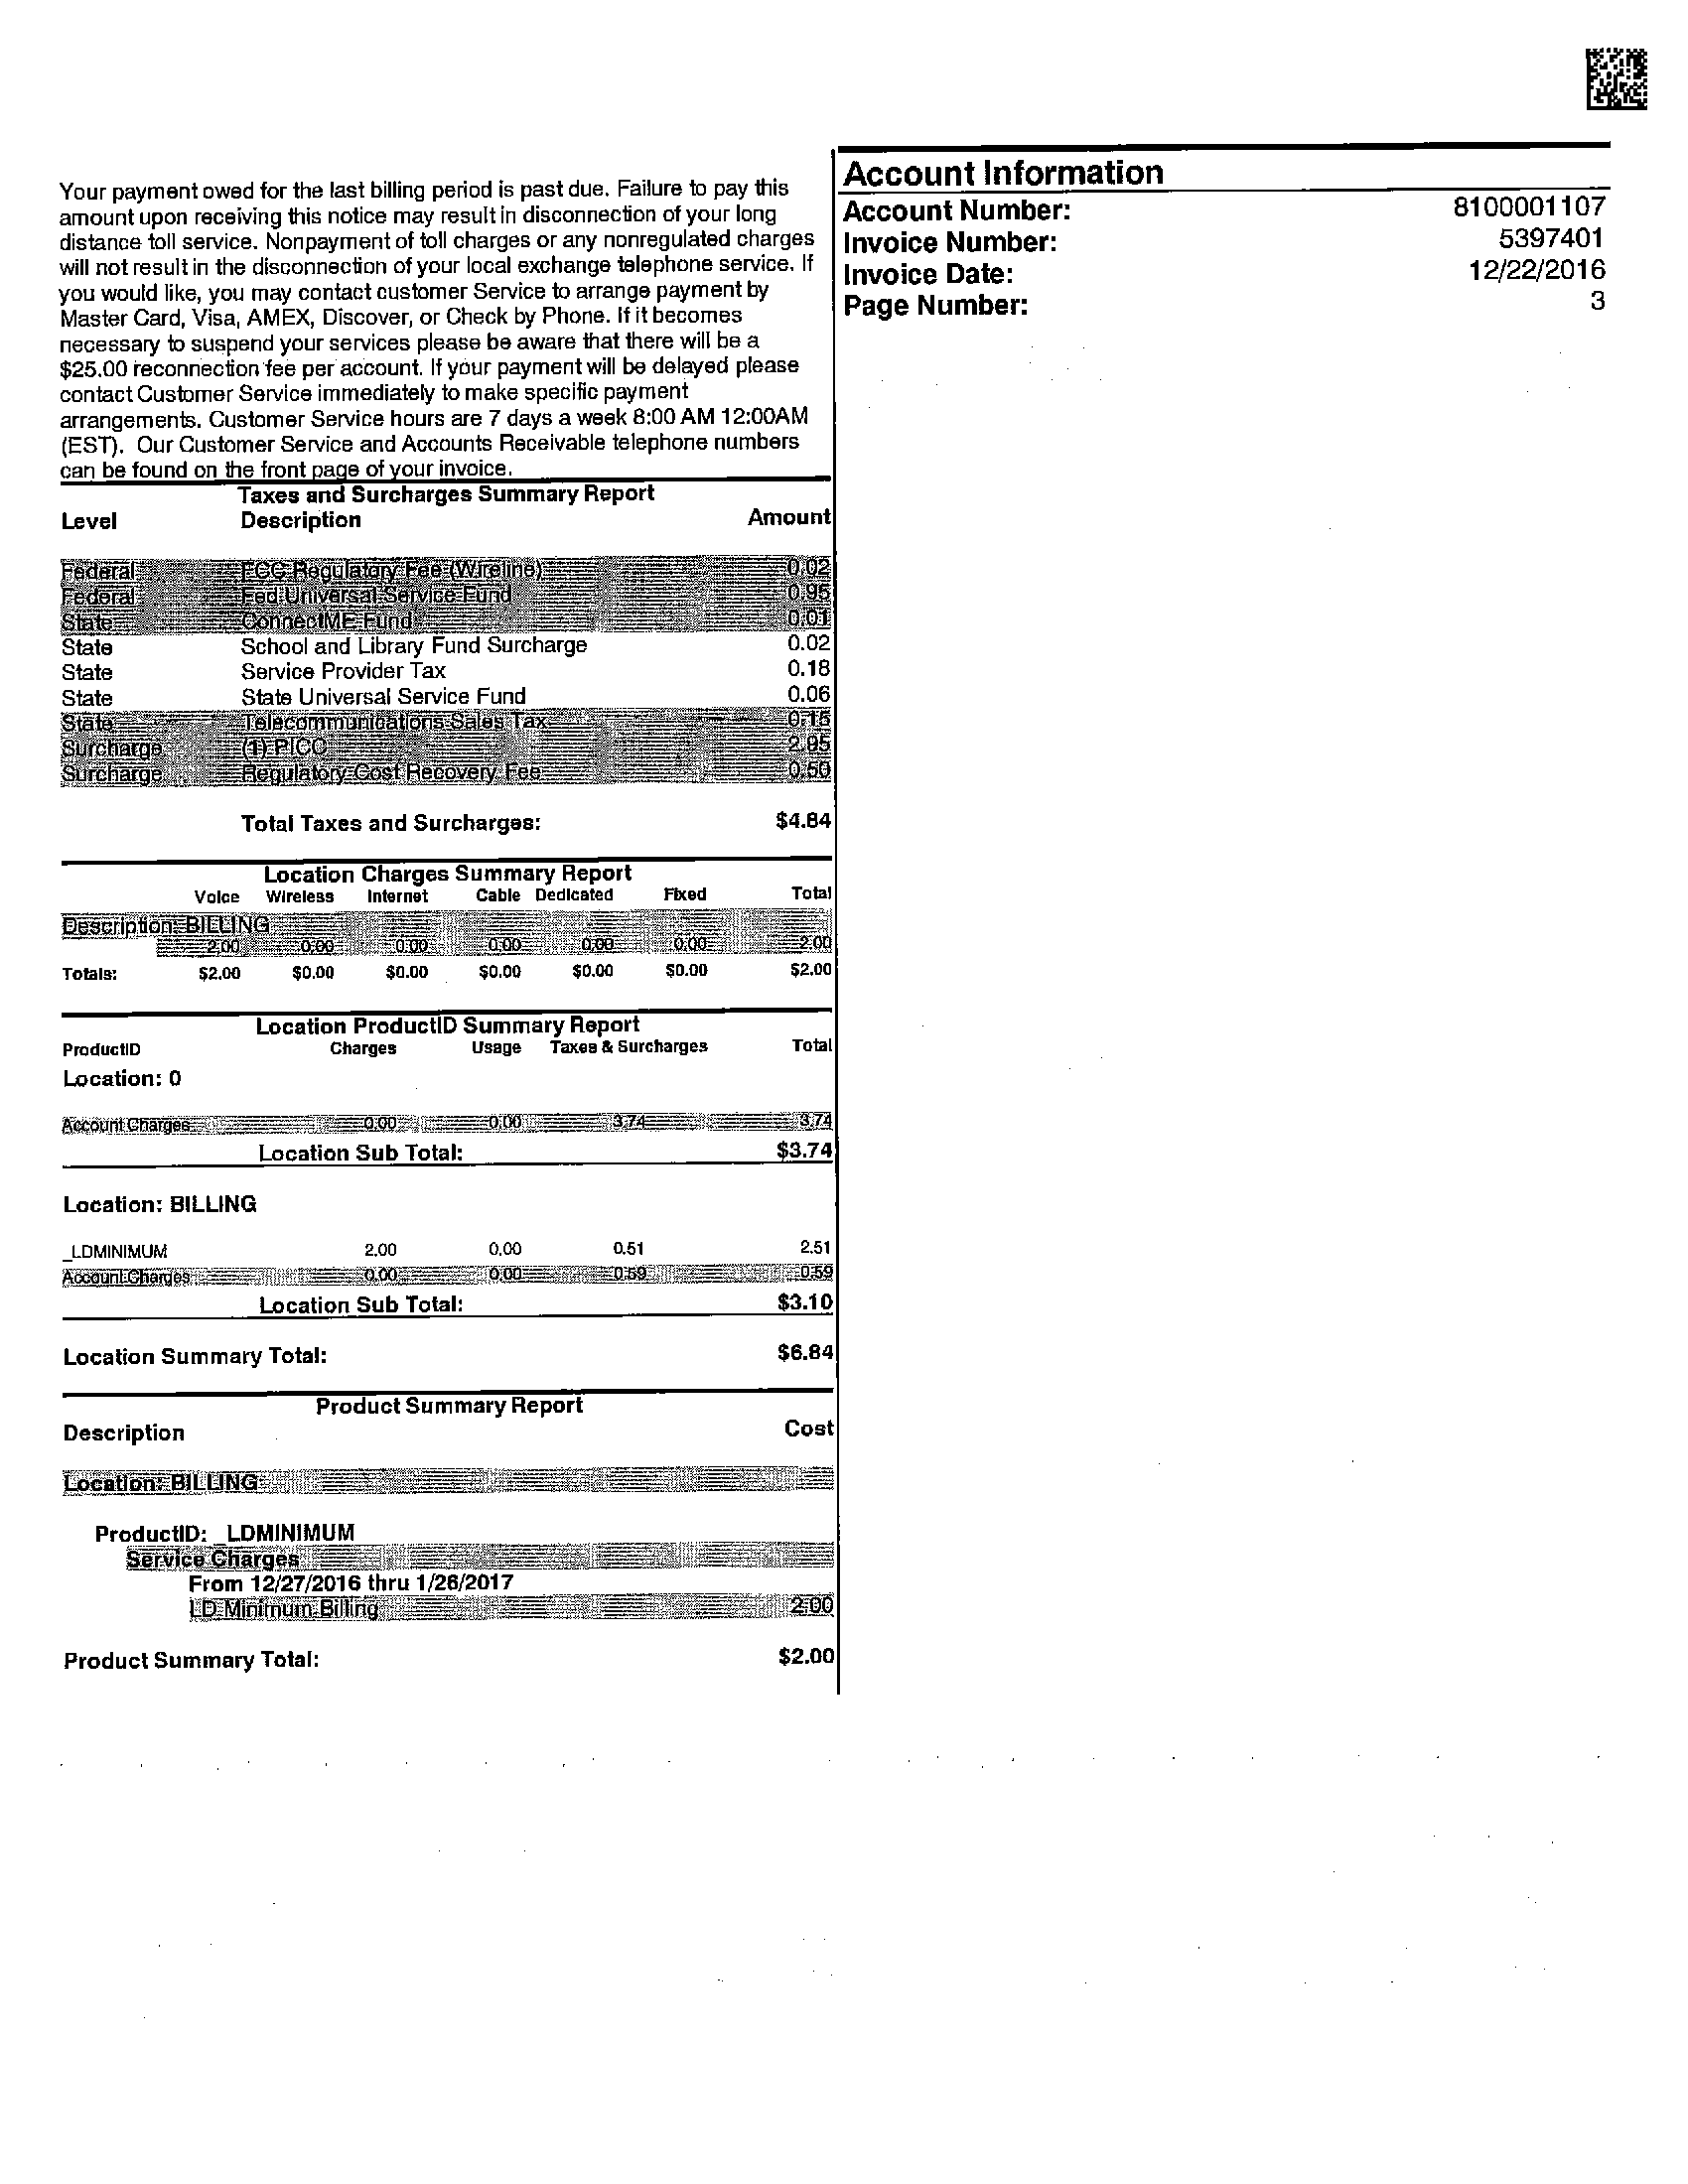 Your payment owed for the last billing period is past due. Failure to pay this
amount upon receiving this notice may result in disconnection of your long
distance toll service. Nonpayment of toll charges or any nonregulated charges
will not result in the disconnection of your local exchange telephone service. If
you would like, you may contact customer Service to arrange payment by
Master Card, Visa, AMEX, Discover, or Check by Phone. If it becomes
necessary to suspend your services please be aware that there will be a
$25.00 reconnection fee per account. If your payment will be delayed please
contact Customer Service immediately to make specific payment
arrangements. Customer Service hours are 7 days a week 8:00 AM 12:00AM
(EST). Our Customer Service and Accounts Receivable telephone numbers
can be found on the front page of your invoice.
Account Information
Account Number: 8100001107
Invoice Number: 5397401
Invoice Date: 12/22/2016
Page Number: 3
Taxes and Surcharges Summary Report
Level Description Amount
Federal FCC Regulatory Fee (Wireline) 0.02
Federal Fed Universal Service Fund 0.95
State ConnectME Fund 0.01
State School and Library Fund Surcharge 0.02
State Service Provider Tax 0.18
State State Universal Service Fund 0.06
State Telecommunications Sales Tax 0.15
Surcharge (1) PICC 2.95
Surcharge Regulatory Cost Recovery Fee 0.50
Total Taxes and Surcharges: $4.84
Location Charges Summary Report
Voice Wireless Internet Cable Dedicated Fixed Total
Description: BILLING
2.00 0.00 0.00 0.00 0.00 0.00 2.00
Totals: $2.00 $0.00 $0.00 $0.00 $0.00 $0.00 $2.00
Location ProductID Summary Report
ProductID Charges Usage Taxes & Surcharges Total
Location: 0
Account Charges 0.00 0.00 3.74 3.74
Location Sub Total: $3.74
Location: BILLING
_LDMINIMUM 2.00 0.00 0.51 2.51
Account Charges 0.00 0.00 0.59 0.59
Location Sub Total: $3.10
Location Summary Total: $6.84
Product Summary Report
Description Cost
Location: BILLING
ProductID: _LDMINIMUM
Service Charges
From 12/27/2016 thru 1/26/2017
LD Minimum Billing 2.00
Product Summary Total: $2.00